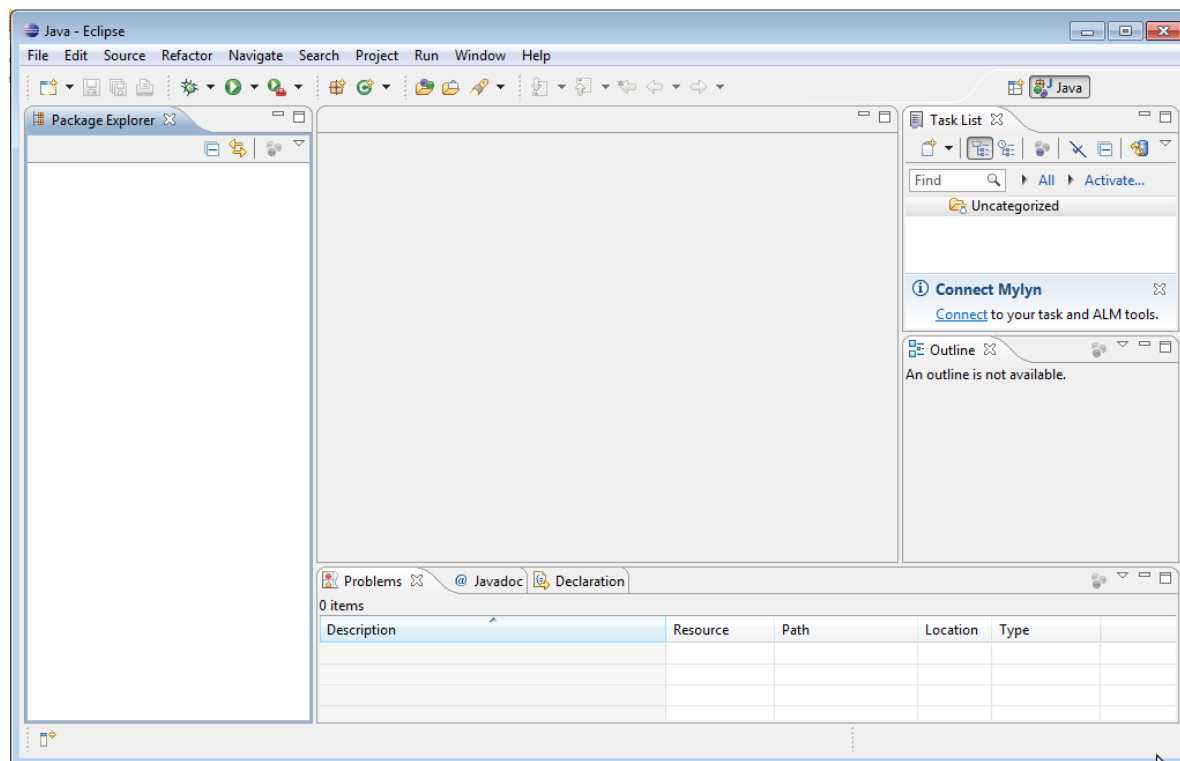 Java - Eclipse
File Edit Source Refactor Navigate Search Project Run Window Help
Java
Package Explorer
Task List
Find All Activate...
Uncategorized
Connect Mylyn
Connect to your task and ALM tools.
Outline
An outline is not available.
Problems @ Javadoc Declaration
0 items
Description Resource Path Location Type